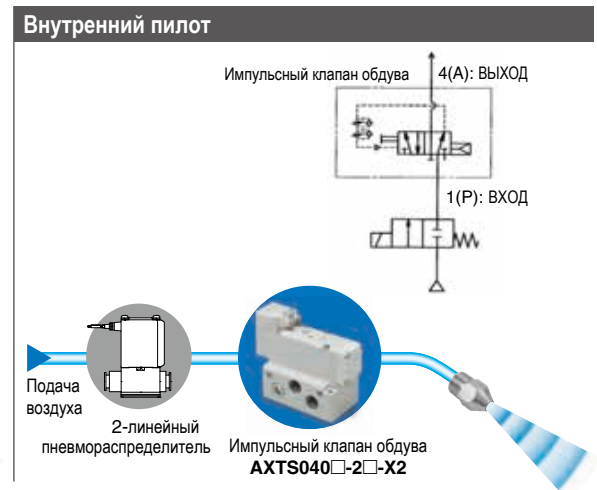 Внутренний пилот
Импульсный клапан обдува
4(A): ВЫХОД
1(P): ВХОД
Подача
воздуха
2-линейный
пневмораспределитель
Импульсный клапан обдува
AXTS040□-2□-X2